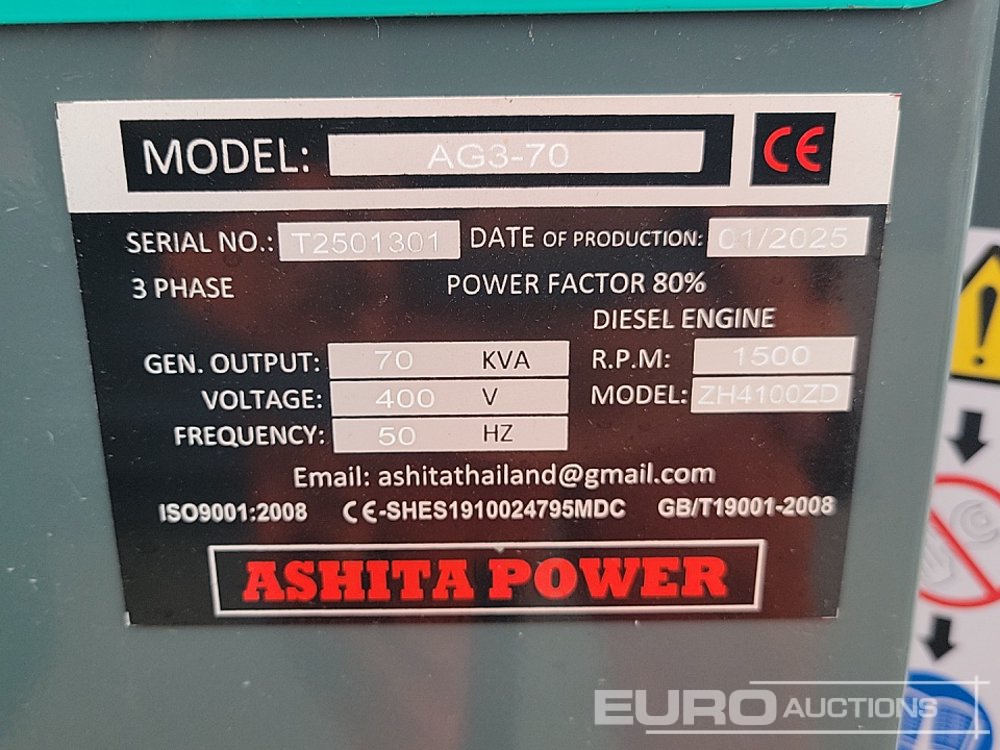 MODEL: AG3-70 CE
SERIAL NO.: T2501301 DATE OF PRODUCTION: 01/2025
3 PHASE POWER FACTOR 80%
DIESEL ENGINE
GEN. OUTPUT: 70 KVA R.P.M: 1500
VOLTAGE: 400 V MODEL: ZH4100ZD
FREQUENCY: 50 HZ
Email: ashitathailand@gmail.com
ISO9001:2008 CE-SHES1910024795MDC GB/T19001-2008
ASHITA POWER
EURO AUCTIONS